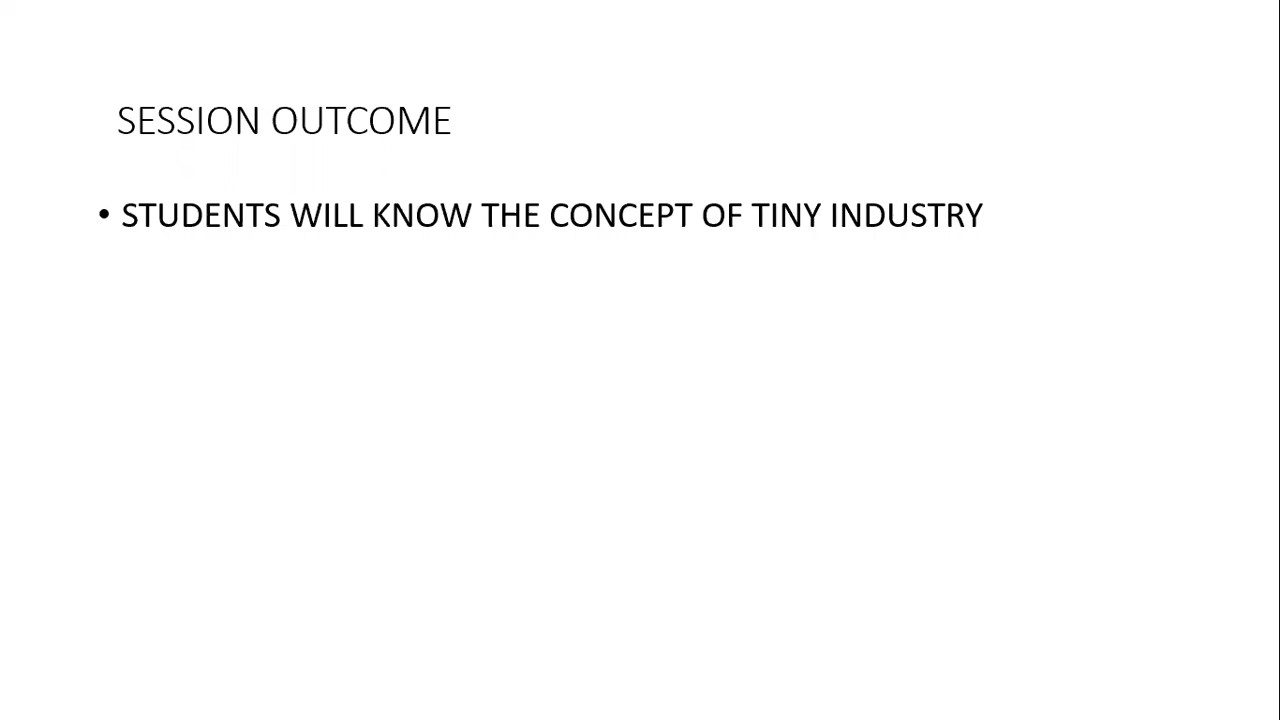 SESSION OUTCOME
• STUDENTS WILL KNOW THE CONCEPT OF TINY INDUSTRY